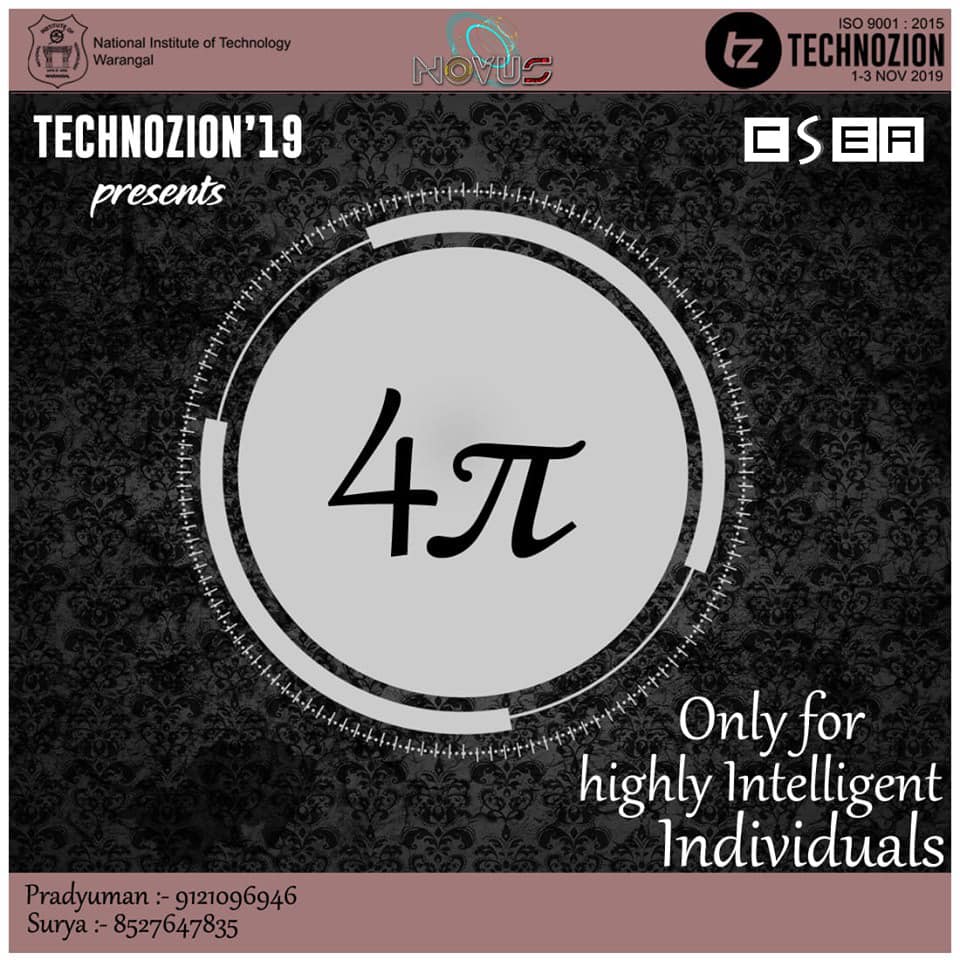 National Institute of Technology
Warangal
NOVUS
tz
ISO 9001 : 2015
TECHNOZION
1-3 NOV 2019
TECHNOZION'19
presents
CSEA
4π
Only for
highly Intelligent
Individuals
Pradyuman :- 9121096946
Surya :- 8527647835